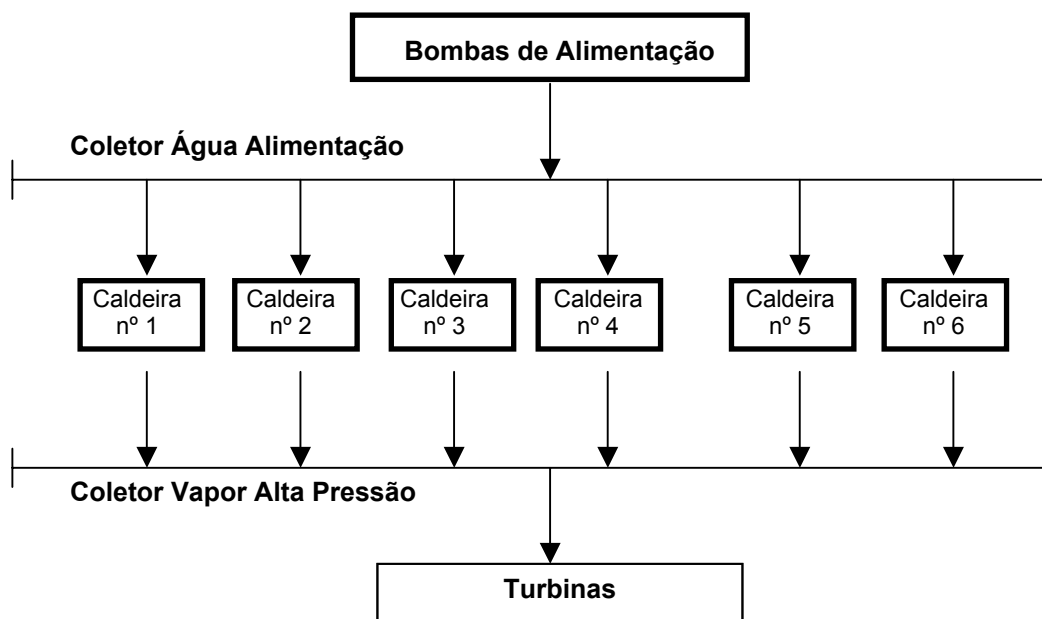 Bombas de Alimentação
Coletor Água Alimentação
Caldeira
nº 1
Caldeira
nº 2
Caldeira
nº 3
Caldeira
nº 4
Caldeira
nº 5
Caldeira
nº 6
Coletor Vapor Alta Pressão
Turbinas